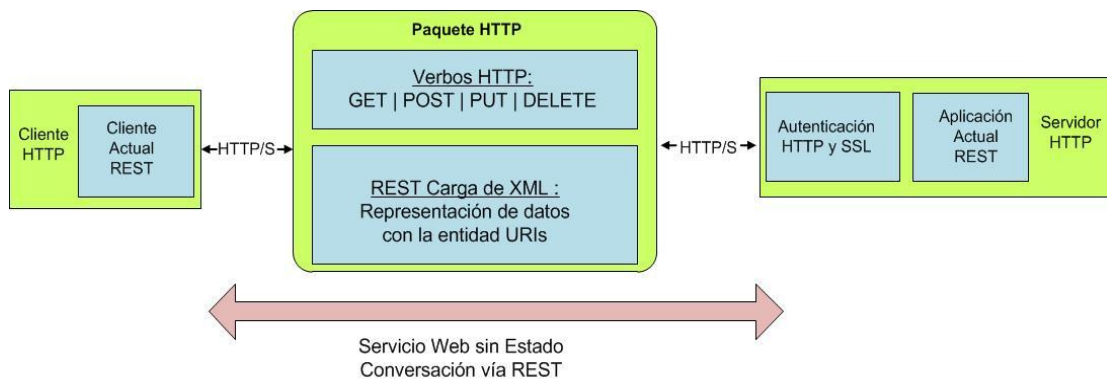 Paquete HTTP
Verbos HTTP:
GET | POST | PUT | DELETE
Cliente
HTTP
Cliente
Actual
REST
HTTP/S
REST Carga de XML :
Representación de datos
con la entidad URIs
HTTP/S
Autenticación
HTTP y SSL
Aplicación
Actual
REST
Servidor
HTTP
Servicio Web sin Estado
Conversación vía REST